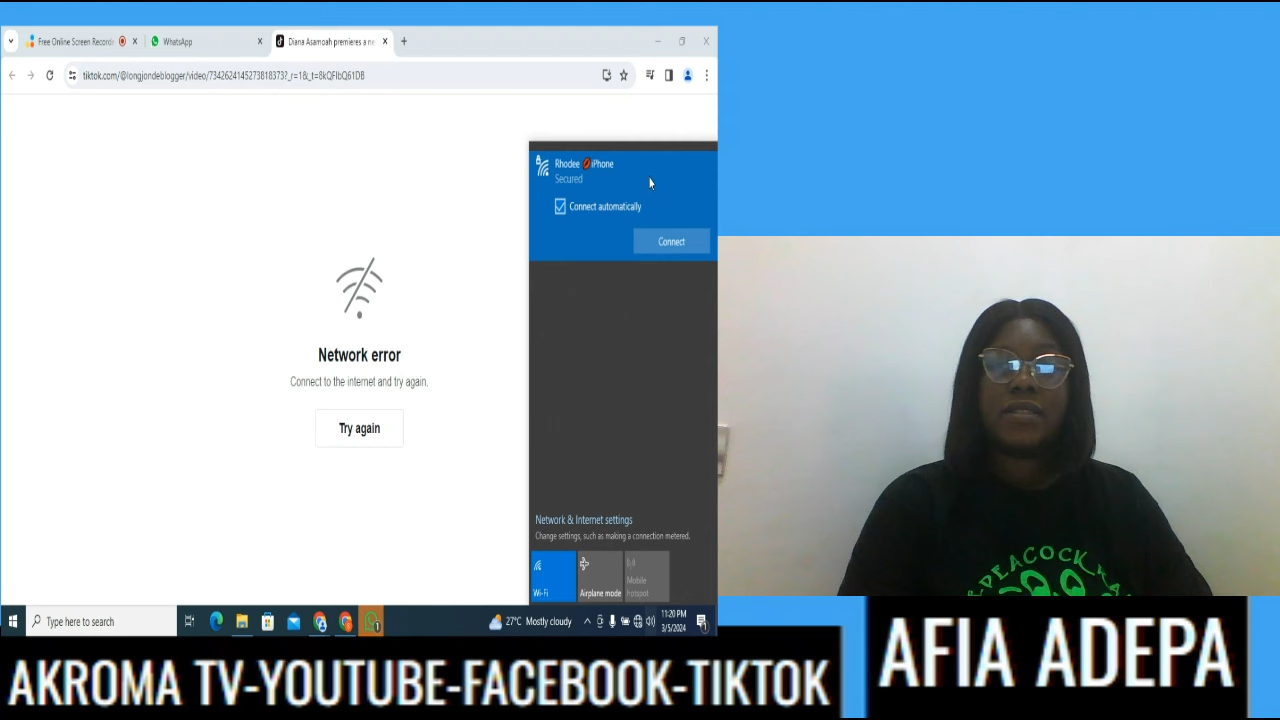 Free Online Screen Record
WhatsApp
Diana Asamoah premieres a ne
tiktok.com/@longjondeblogger/video/7342624145273818373?_r=1&_t=8kQFIbQ61D8
Rhodee iPhone
Secured
Connect automatically
Connect
Network error
Connect to the internet and try again.
Try again
Network & Internet settings
Change settings, such as making a connection metered.
Wi-Fi
Airplane mode
Mobile
Hotspot
Type here to search
27°C Mostly cloudy
11:20 PM
3/5/2024
PEACOCK
AKROMA TV-YOUTUBE-FACEBOOK-TIKTOK
AFIA ADEPA